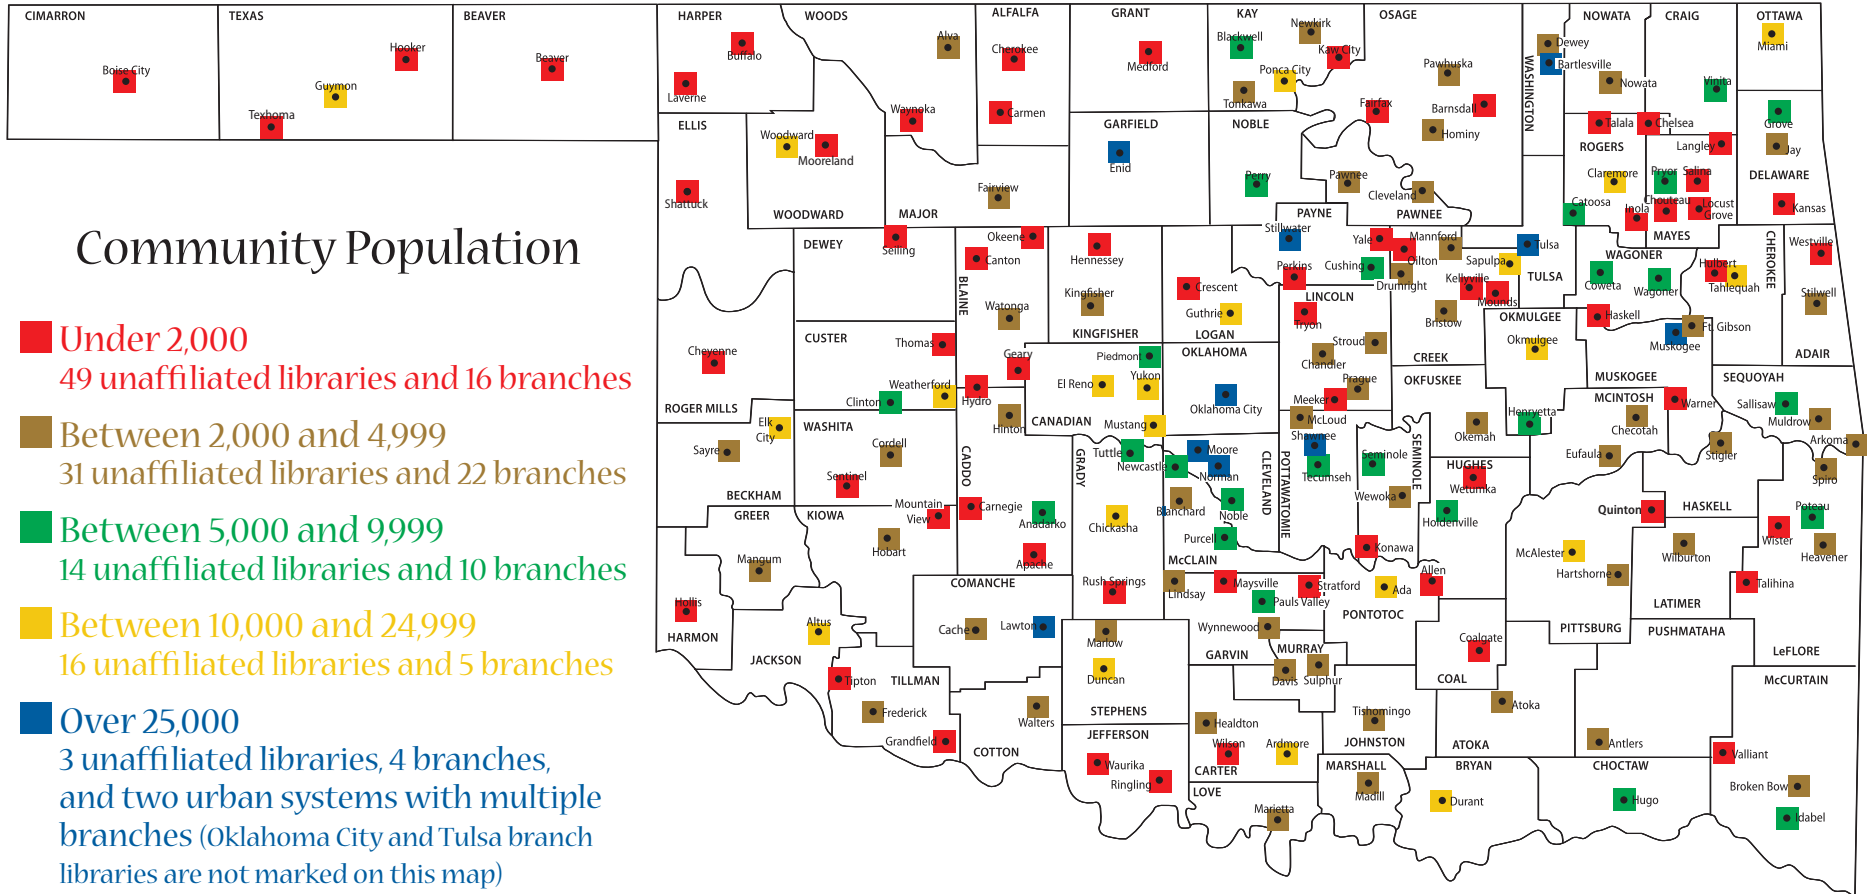 CIMARRON
TEXAS
BEAVER
HARPER
WOODS
ALFALFA
GRANT
KAY
OSAGE
NOWATA
CRAIG
OTTAWA
Boise City
Hooker
Guymon
Texhoma
Beaver
Buffalo
Laverne
Alva
Waynoka
Cherokee
Carmen
Medford
Blackwell
Newkirk
Kaw City
Ponca City
Tonkawa
Pawhuska
Fairfax
Barnsdall
Hominy
WASHINGTON
Dewey
Bartlesville
Nowata
Vinita
Miami
Grove
Jay
ELLIS
Shattuck
Woodward
Mooreland
WOODWARD
MAJOR
Fairview
GARFIELD
Enid
NOBLE
Perry
Pawnee
Cleveland
PAYNE
PAWNEE
Talala
Chelsea
Langley
ROGERS
Claremore
Pryor
Salina
Chouteau
Locust
Grove
Inola
Catoosa
MAYES
DELAWARE
Kansas
Community Population
DEWEY
Seiling
BLAINE
Okeene
Canton
Watonga
Hennessey
Kingfisher
KINGFISHER
Crescent
Guthrie
LOGAN
Stillwater
Perkins
Yale
Cushing
Oilton
Mannford
Drumright
Sapulpa
Kellyville
Mounds
Bristow
Tulsa
TULSA
WAGONER
Coweta
Wagoner
Hulbert
Tahlequah
CHEROKEE
Westville
Stilwell
ADAIR
LINCOLN
Tryon
Stroud
Chandler
Prague
Meeker
CREEK
OKFUSKEE
OKMULGEE
Okmulgee
Haskell
Muskogee
Ft. Gibson
MUSKOGEE
SEQUOYAH
Under 2,000
49 unaffiliated libraries and 16 branches
Between 2,000 and 4,999
31 unaffiliated libraries and 22 branches
Between 5,000 and 9,999
14 unaffiliated libraries and 10 branches
Between 10,000 and 24,999
16 unaffiliated libraries and 5 branches
Over 25,000
3 unaffiliated libraries, 4 branches,
and two urban systems with multiple
branches (Oklahoma City and Tulsa branch
libraries are not marked on this map)
Cheyenne
ROGER MILLS
CUSTER
Thomas
Weatherford
Clinton
Geary
Hydro
Hinton
Piedmont
Yukon
El Reno
CANADIAN
Mustang
OKLAHOMA
Oklahoma City
McLoud
Shawnee
Tecumseh
Seminole
SEMINOLE
Wewoka
Okemah
Henryetta
MCINTOSH
Checotah
Eufaula
Warner
Stigler
Sallisaw
Muldrow
Arkoma
Spiro
Elk
City
Sayre
BECKHAM
WASHITA
Cordell
Sentinel
CADDO
GRADY
Tuttle
Newcastle
Moore
Norman
CLEVELAND
POTTAWATOMIE
Blanchard
Noble
Purcell
McCLAIN
HUGHES
Wetumka
Holdenville
Konawa
Quinton
HASKELL
Poteau
Wister
Heavener
GREER
KIOWA
Mountain
View
Carnegie
Anadarko
Apache
Chickasha
Hobart
Mangum
Hollis
HARMON
Altus
JACKSON
COMANCHE
Cache
Lawton
Rush Springs
Lindsay
Maysville
Pauls Valley
Wynnewood
GARVIN
Stratford
Ada
Allen
PONTOTOC
McAlester
Hartshorne
Wilburton
LATIMER
Talihina
PITTSBURG
PUSHMATAHA
LeFLORE
Tipton
TILLMAN
Frederick
Grandfield
COTTON
Walters
Marlow
Duncan
STEPHENS
JEFFERSON
Waurika
Ringling
MURRAY
Davis
Sulphur
Healdton
Wilson
Ardmore
CARTER
LOVE
Marietta
Coalgate
COAL
Tishomingo
JOHNSTON
MARSHALL
Madill
Atoka
ATOKA
BRYAN
Durant
Antlers
CHOCTAW
Hugo
McCURTAIN
Valliant
Broken Bow
Idabel